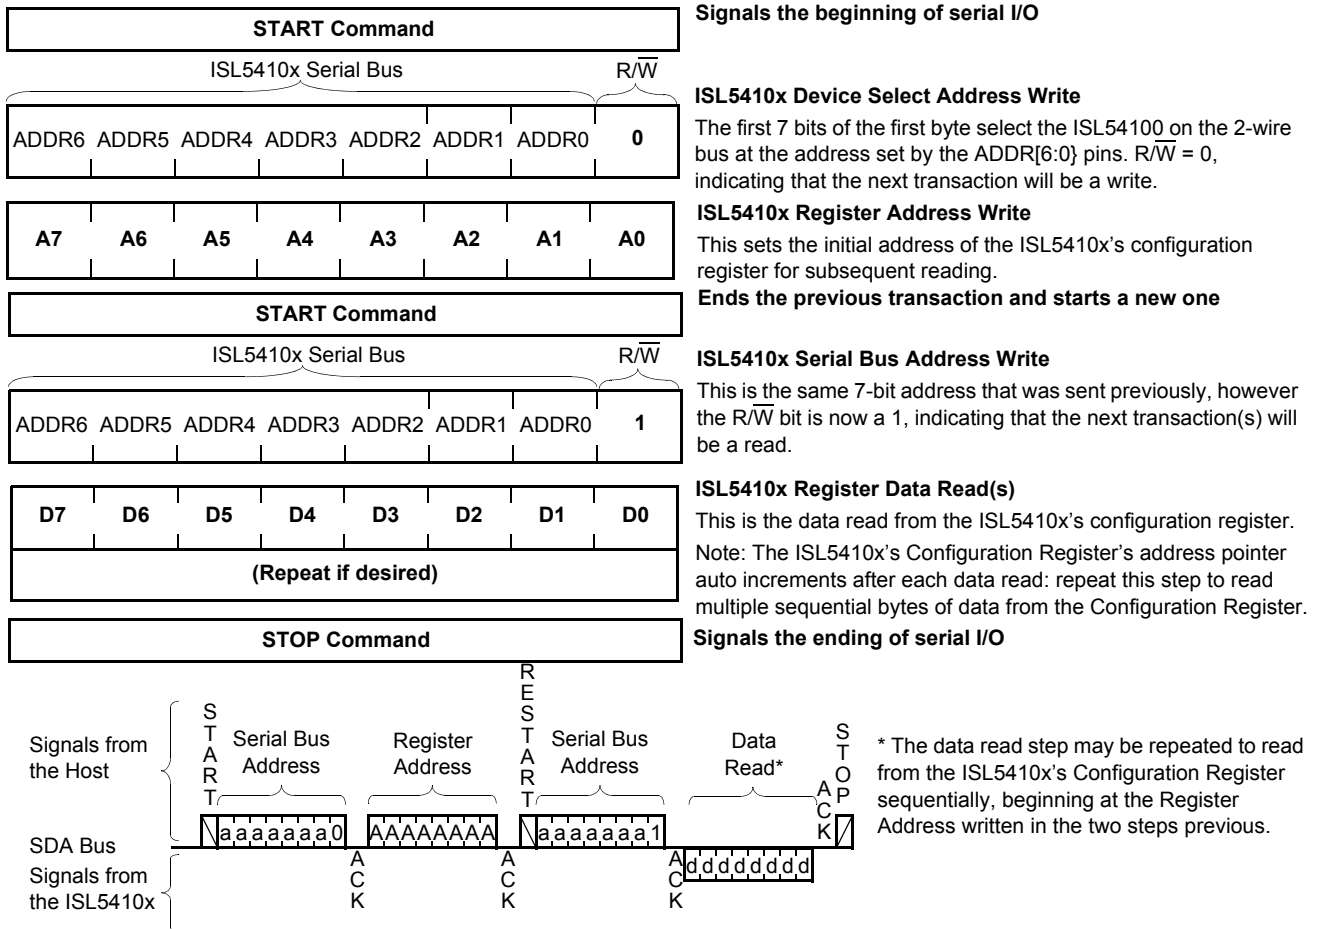 START Command
Signals the beginning of serial I/O
ISL5410x Serial Bus R/W
ADDR6 ADDR5 ADDR4 ADDR3 ADDR2 ADDR1 ADDR0 0
ISL5410x Device Select Address Write
The first 7 bits of the first byte select the ISL54100 on the 2-wire
bus at the address set by the ADDR[6:0} pins. R/W = 0,
indicating that the next transaction will be a write.
A7 A6 A5 A4 A3 A2 A1 A0
ISL5410x Register Address Write
This sets the initial address of the ISL5410x's configuration
register for subsequent reading.
START Command
Ends the previous transaction and starts a new one
ISL5410x Serial Bus R/W
ADDR6 ADDR5 ADDR4 ADDR3 ADDR2 ADDR1 ADDR0 1
ISL5410x Serial Bus Address Write
This is the same 7-bit address that was sent previously, however
the R/W bit is now a 1, indicating that the next transaction(s) will
be a read.
D7 D6 D5 D4 D3 D2 D1 D0
(Repeat if desired)
ISL5410x Register Data Read(s)
This is the data read from the ISL5410x's configuration register.
Note: The ISL5410x's Configuration Register's address pointer
auto increments after each data read: repeat this step to read
multiple sequential bytes of data from the Configuration Register.
STOP Command
Signals the ending of serial I/O
Signals from
the Host
START
Serial Bus
Address
Register
Address
RESTART
Serial Bus
Address
Data
Read*
ACK
STOP
* The data read step may be repeated to read
from the ISL5410x's Configuration Register
sequentially, beginning at the Register
Address written in the two steps previous.
SDA Bus
aaaaaaa0
AAAAAAAA
aaaaaaa1
dddddddd
Signals from
the ISL5410x
ACK
ACK
ACK